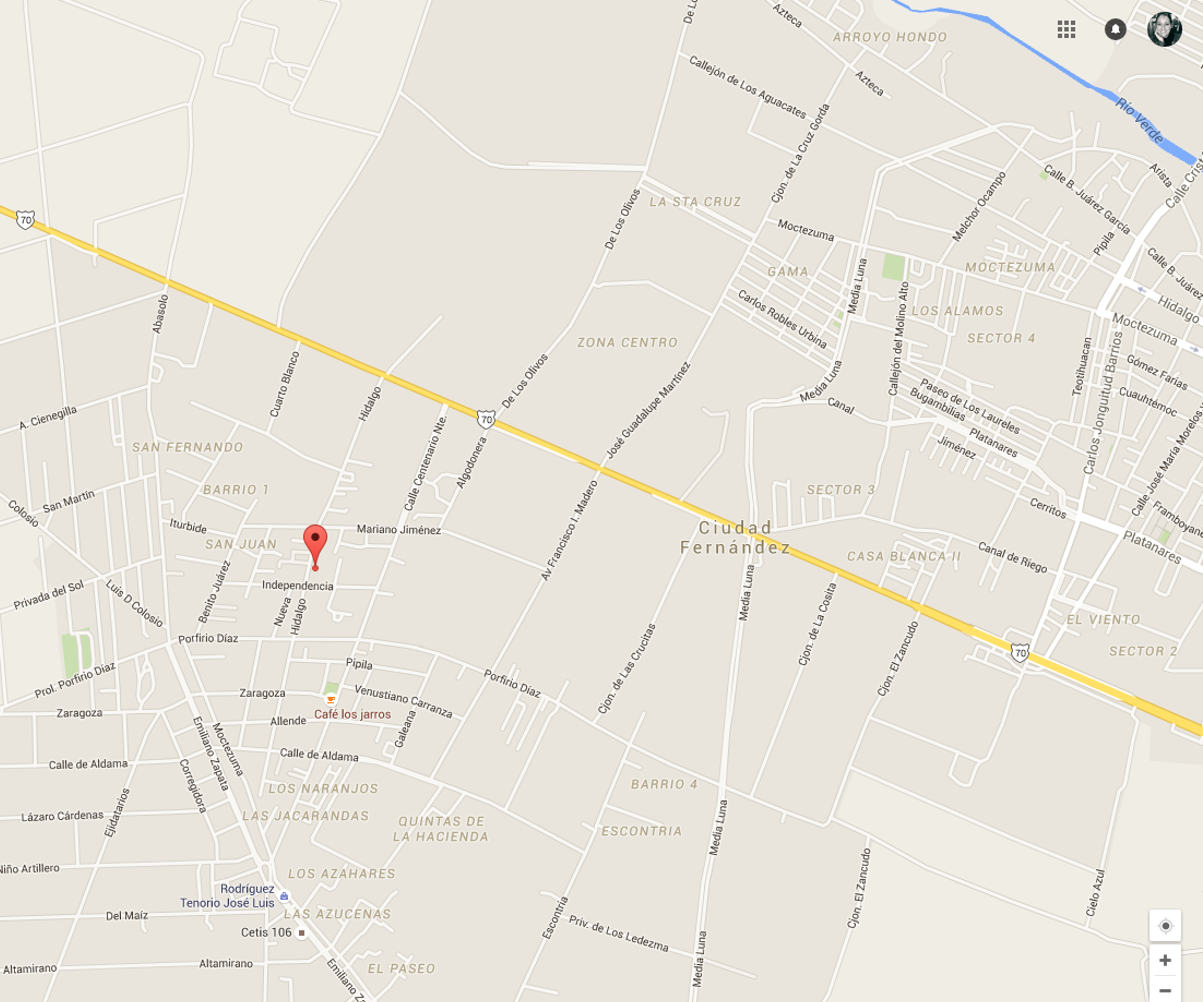 De Lo
Azteca
ARROYO HONDO
Callejón de Los Aguacates
Azteca
Cjon. de La Cruz Gorda
Río Verde
Arista
Calle Crist
Calle B. Juárez García
Melchor Ocampo
LA STA CRUZ
De Los Olivos
70
Moctezuma
Pipila
Calle B. Juárez
GAMA
MOCTEZUMA
Media Luna
Hidalgo
Abasolo
Carlos Robles Urbina
Callejón del Molino Alto
LOS ALAMOS
Moctezuma
SECTOR 4
ZONA CENTRO
Teotihuacan
Carlos Jonguitud Barrios
Gómez Farias
Cuarto Blanco
Hidalgo
De Los Olivos
José Guadalupe Martínez
Media Luna
Canal
Paseo de Los Laureles
Bugambilias
Cuauhtémoc
A. Cienegilla
70
Platanares
Jiménez
Calle José María Morelos
SAN FERNANDO
Calle Centenario Nte.
Algodonera
BARRIO 1
San Martín
Colosio
SECTOR 3
Cerritos
Framboyane
Av Francisco I. Madero
Iturbide
Mariano Jiménez
Ciudad
Fernández
Platanares
SAN JUAN
CASA BLANCA II
Canal de Riego
Privada del Sol
Luis D Colosio
Benito Juárez
Independencia
Nueva
Hidalgo
Media Luna
Cjon. de La Cosita
EL VIENTO
Porfirio Díaz
Cjon. de Las Crucitas
Cjon. El Zancudo
70
SECTOR 2
Prol. Porfirio Díaz
Pipila
Porfirio Díaz
Zaragoza
Venustiano Carranza
Zaragoza
Café los jarros
Allende
Emiliano Zapata
Moctezuma
Galeana
Calle de Aldama
Calle de Aldama
Corregidora
LOS NARANJOS
BARRIO 4
Ejidatarios
Lázaro Cárdenas
LAS JACARANDAS
QUINTAS DE
LA HACIENDA
ESCONTRIA
Media Luna
Niño Artillero
LOS AZAHARES
Cjon. El Zancudo
Cielo Azul
Rodríguez
Tenorio José Luis
Del Maíz
LAS AZUCENAS
Escontria
Priv. de Los Ledezma
Cetis 106
Media Luna
Altamirano
Altamirano
Emiliano Za
EL PASEO
+
−